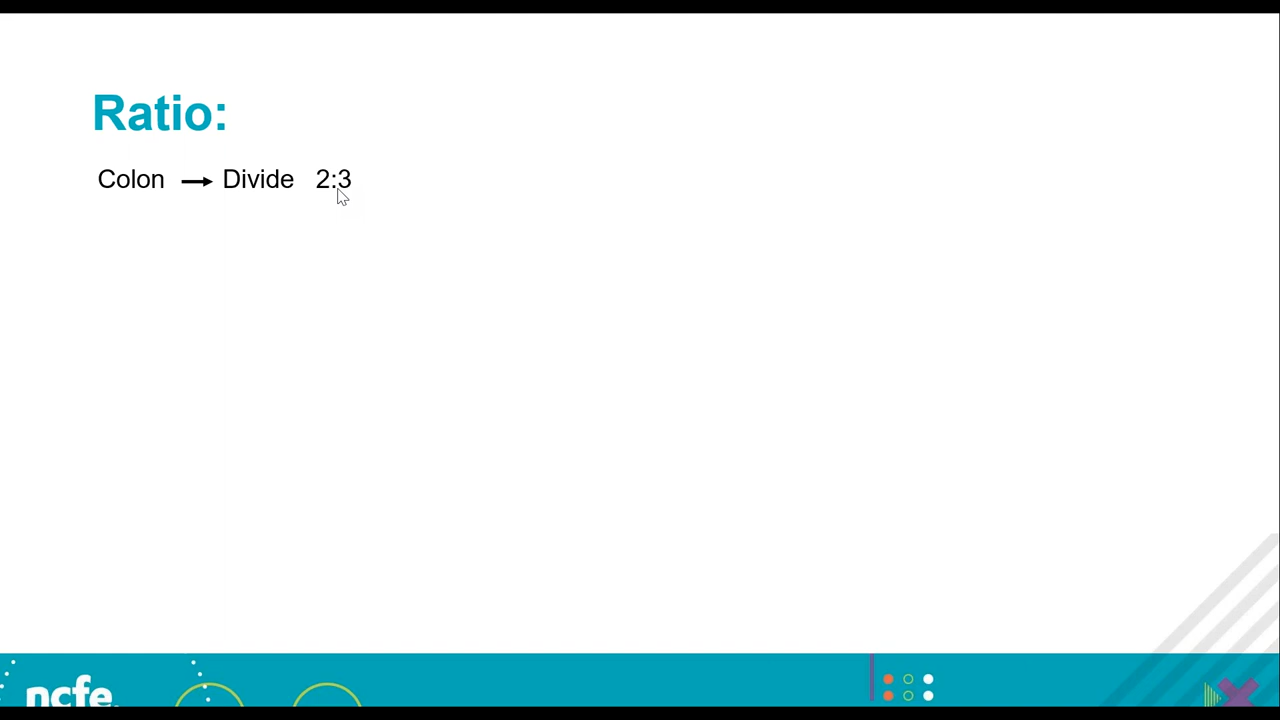 Ratio:
Colon → Divide 2:3
ncfe.